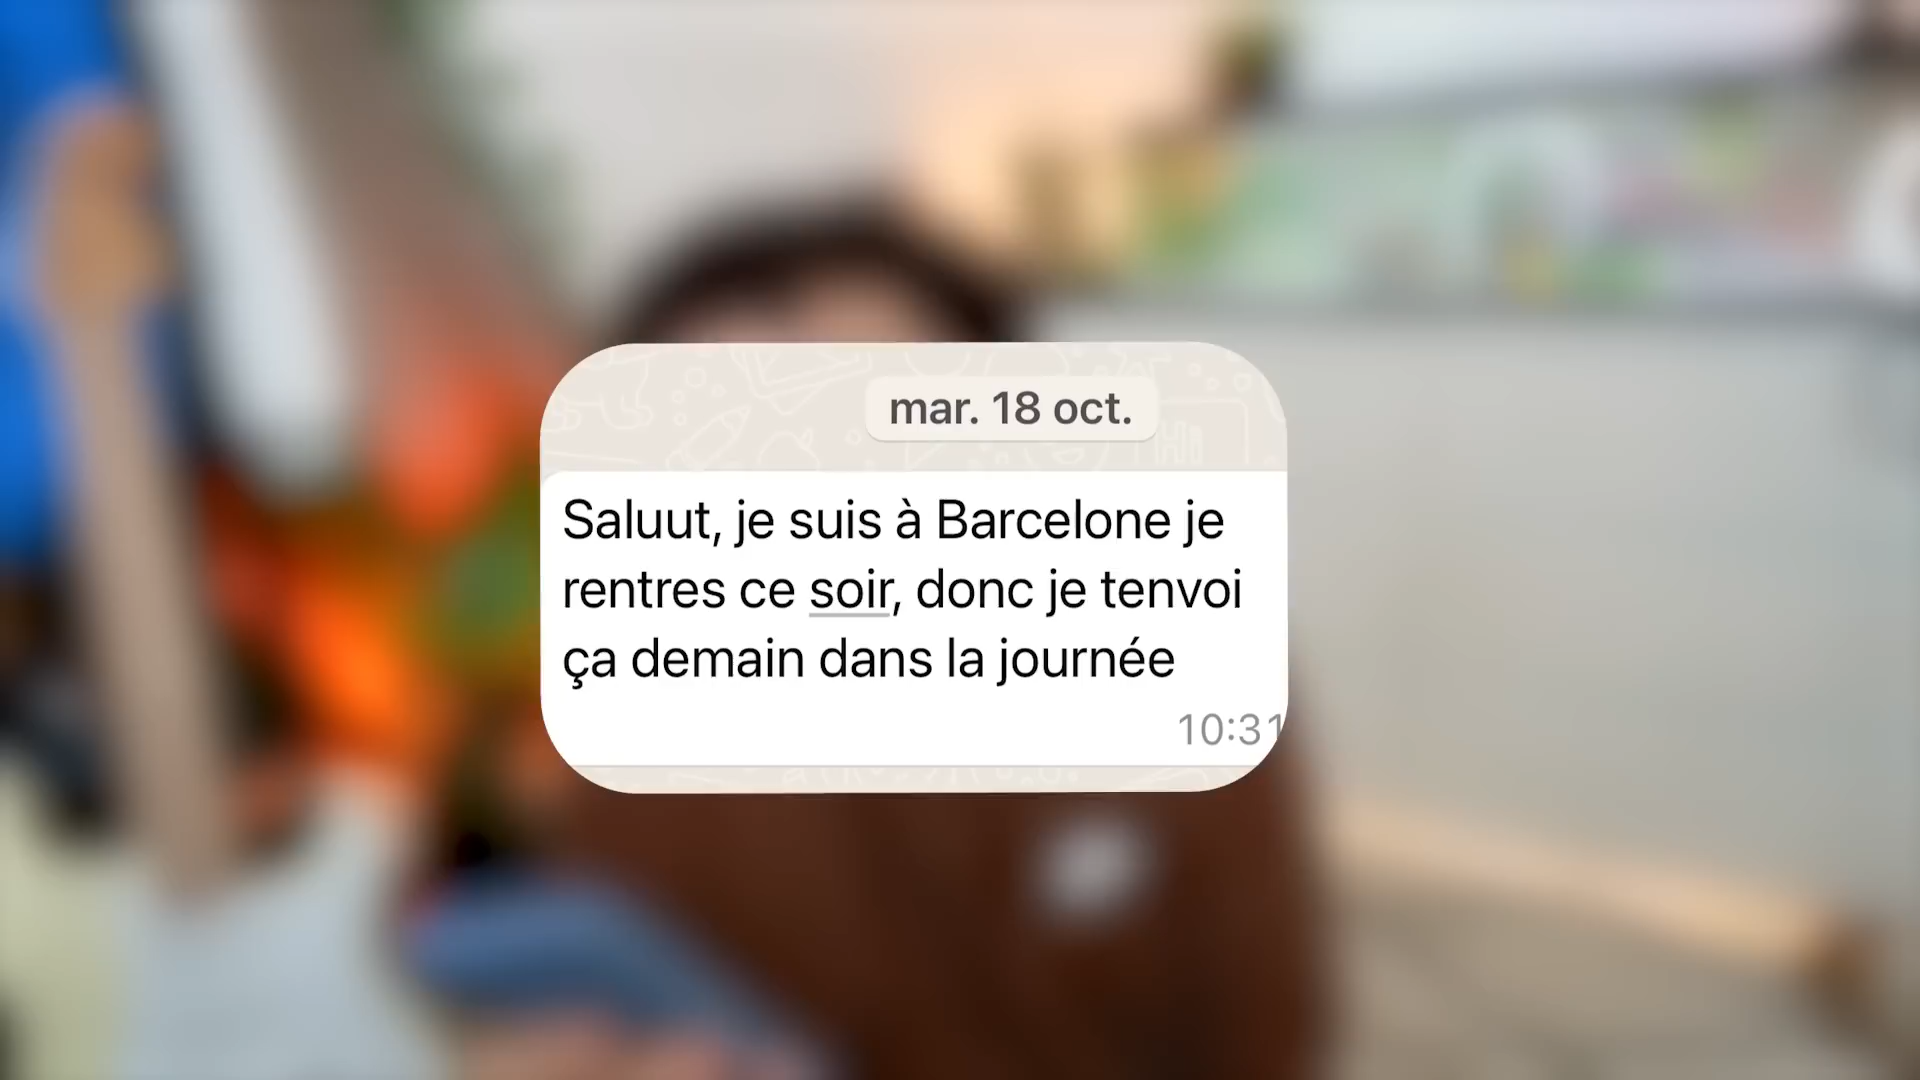 mar. 18 oct.
Saluut, je suis à Barcelone je
rentres ce soir, donc je tenvoi
ça demain dans la journée
10:31